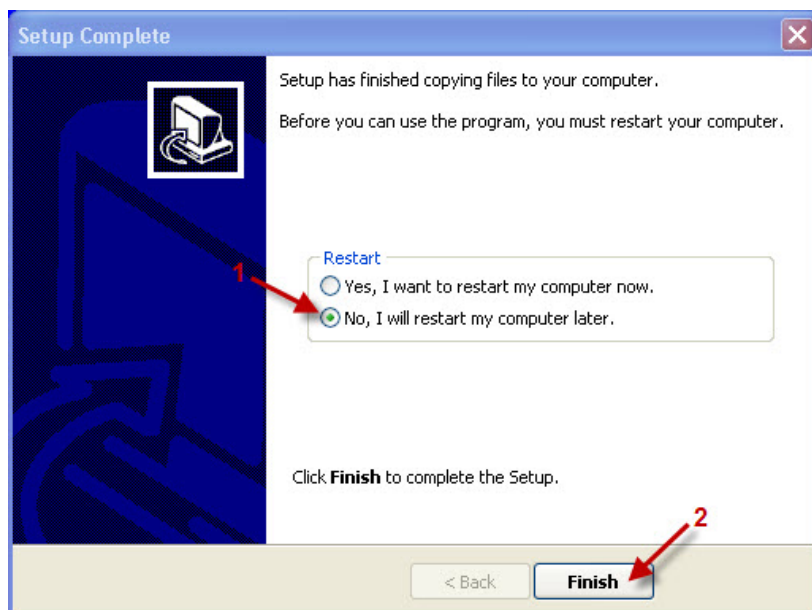 Setup Complete
Setup has finished copying files to your computer.
Before you can use the program, you must restart your computer.
Restart
1
Yes, I want to restart my computer now.
No, I will restart my computer later.
Click Finish to complete the Setup.
2
< Back
Finish